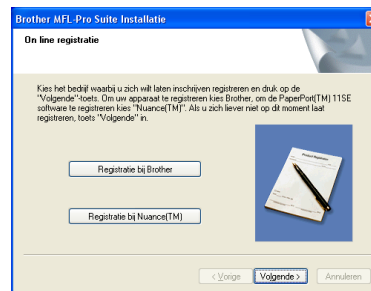 Brother MFL-Pro Suite Installatie
On line registratie
Kies het bedrijf waarbij u zich wilt laten inschrijven registreren en druk op de
"Volgende"-toets. Om uw apparaat te registreren kies Brother, om de PaperPort(TM) 11SE
software te registreren kies "Nuance(TM)". Als u zich liever niet op dit moment laat
registreren, toets "Volgende" in.
Registratie bij Brother
Registratie bij Nuance(TM)
< Vorige
Volgende >
Annuleren